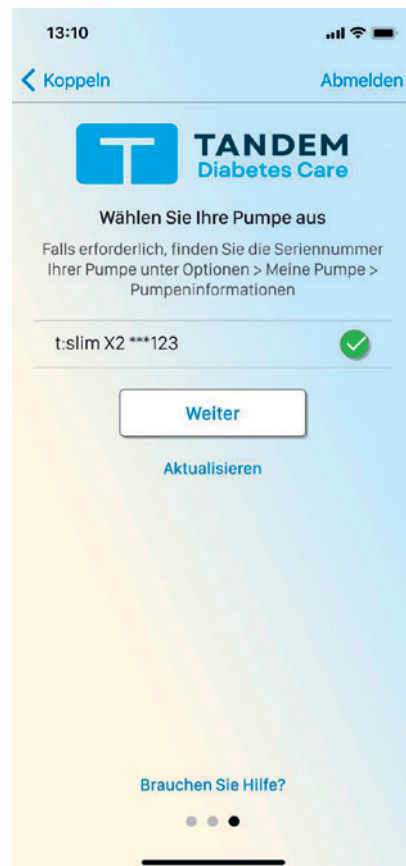 13:10
Koppeln Abmelden
TANDEM
Diabetes Care
Wählen Sie Ihre Pumpe aus
Falls erforderlich, finden Sie die Seriennummer
Ihrer Pumpe unter Optionen > Meine Pumpe >
Pumpeninformationen
t:slim X2 ***123
Weiter
Aktualisieren
Brauchen Sie Hilfe?